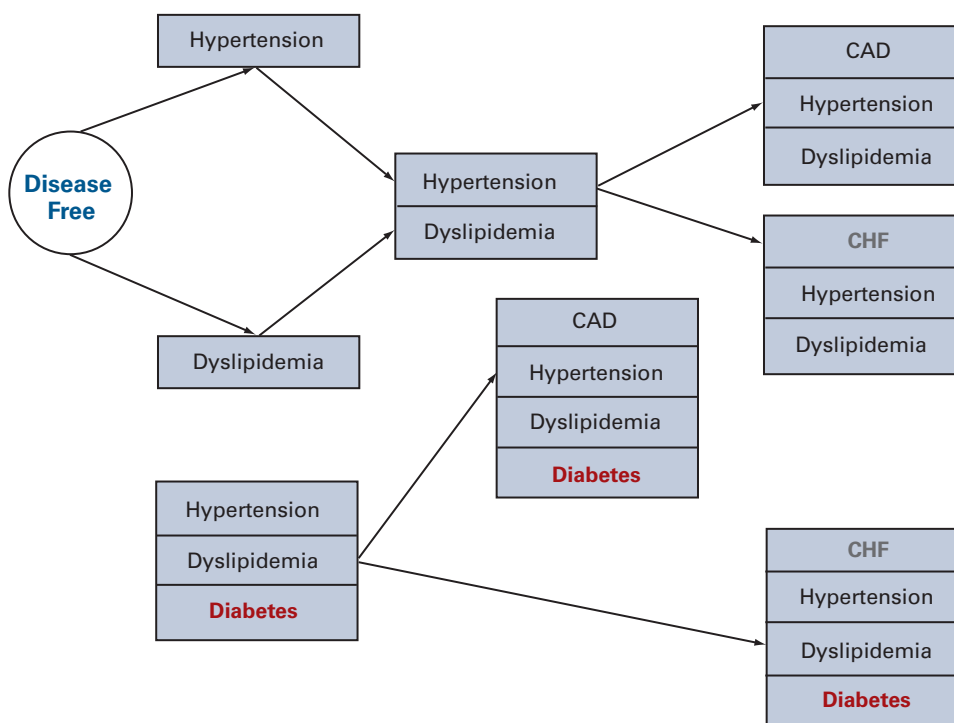 Hypertension
Disease
Free
Dyslipidemia
Hypertension
Dyslipidemia
CAD
Hypertension
Dyslipidemia
CHF
Hypertension
Dyslipidemia
CAD
Hypertension
Dyslipidemia
Diabetes
Hypertension
Dyslipidemia
Diabetes
CHF
Hypertension
Dyslipidemia
Diabetes